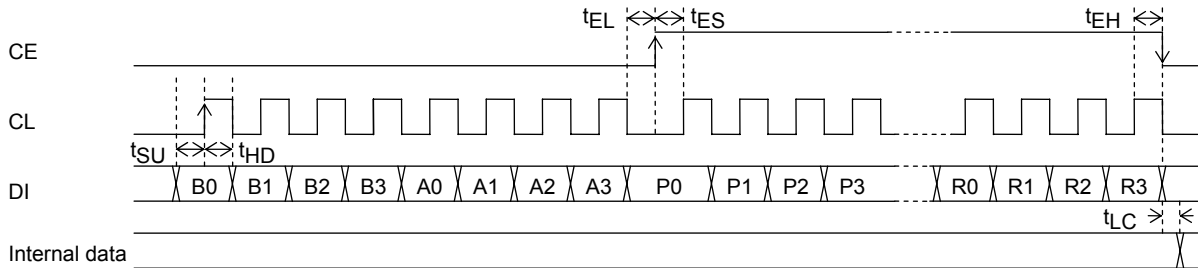 tEL tES tEH
CE
CL
tSU tHD
DI B0 B1 B2 B3 A0 A1 A2 A3 P0 P1 P2 P3 R0 R1 R2 R3
tLC
Internal data